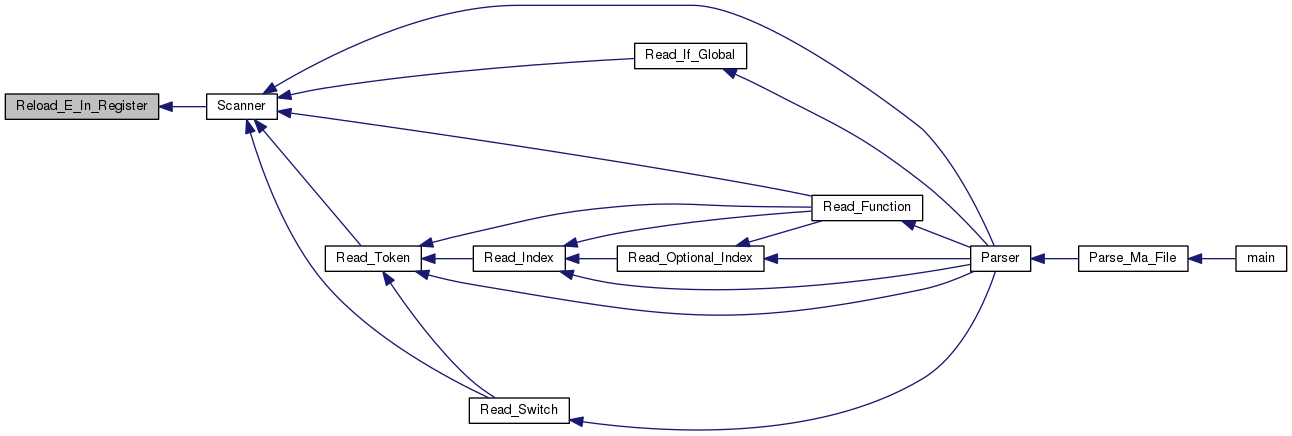 Read_If_Global
Reload_E_In_Register
Scanner
Read_Function
Read_Token
Read_Index
Read_Optional_Index
Parser
Parse_Ma_File
main
Read_Switch